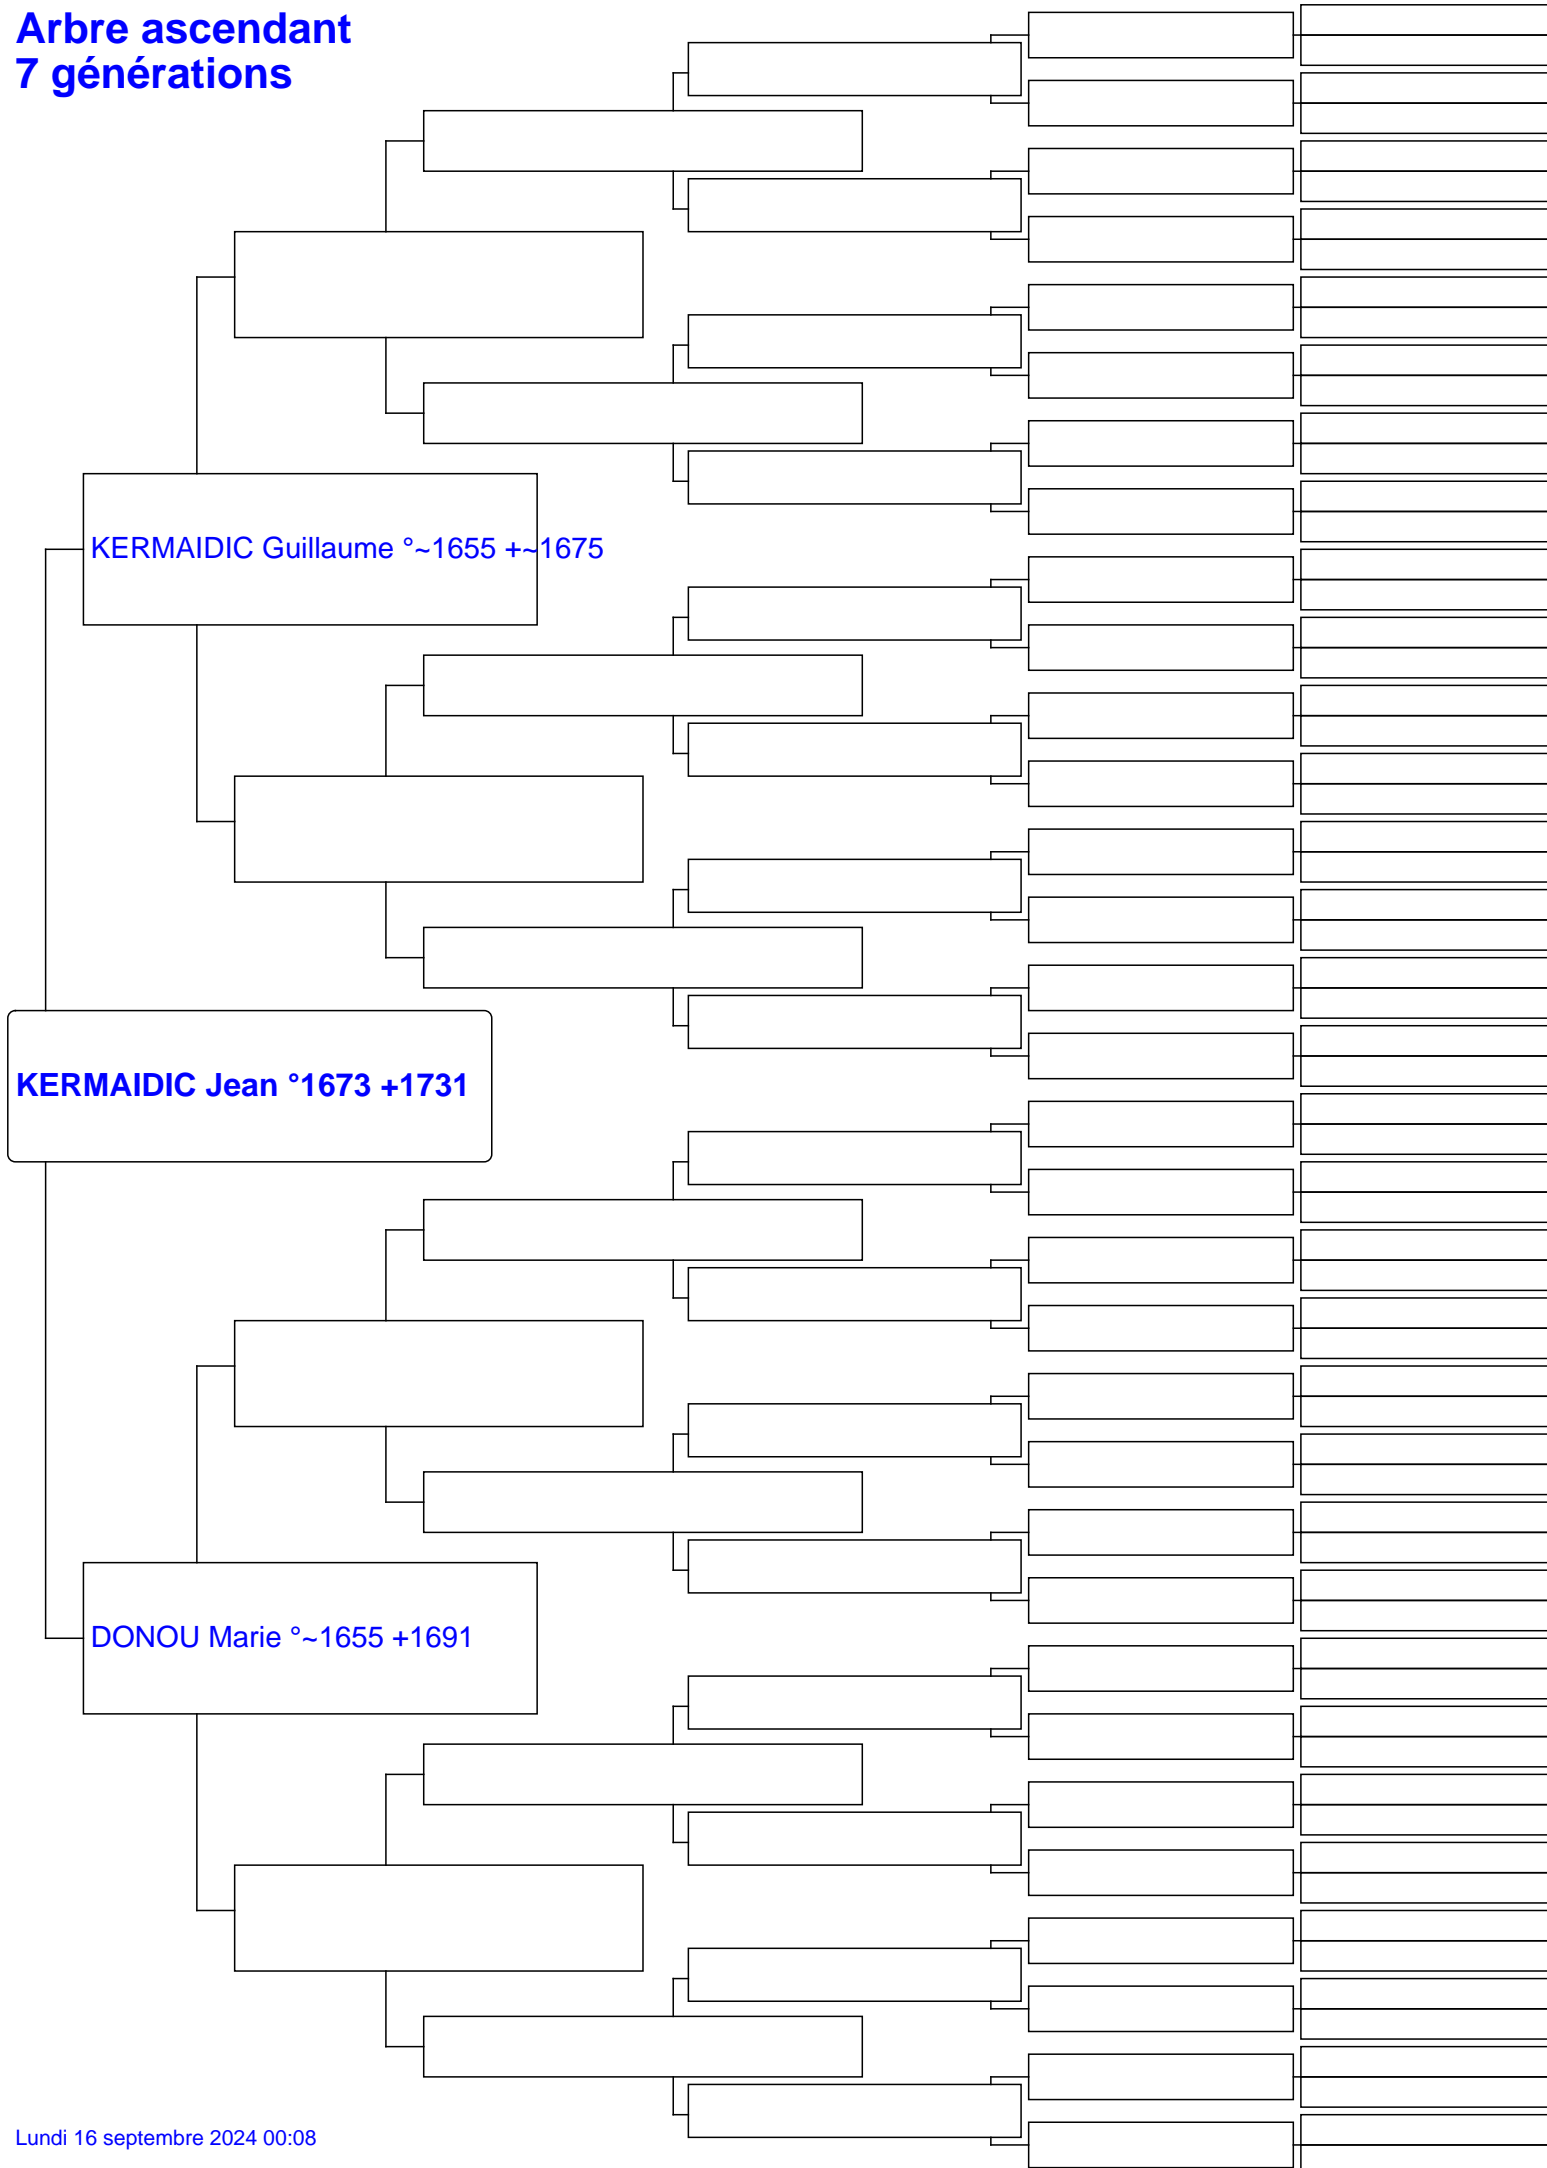 Arbre ascendant
7 générations
KERMAIDIC Guillaume °~1655 +~1675
KERMAIDIC Jean °1673 +1731
DONOU Marie °~1655 +1691
Lundi 16 septembre 2024 00:08